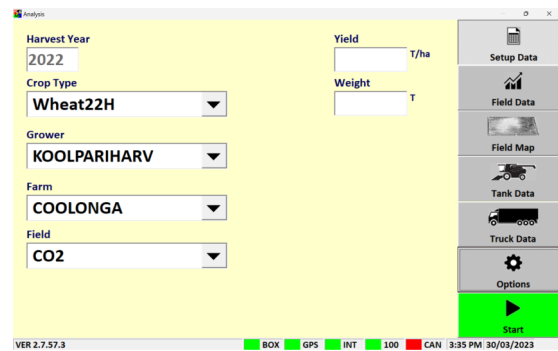 Analysis
Harvest Year
2022
Yield
T/ha
Crop Type
Wheat22H
Weight
T
Grower
KOOLPARIHARV
Farm
COOLONGA
Field
CO2
Setup Data
Field Data
Field Map
Tank Data
Truck Data
Options
Start
VER 2.7.57.3 BOX GPS INT 100 CAN 3:35 PM 30/03/2023